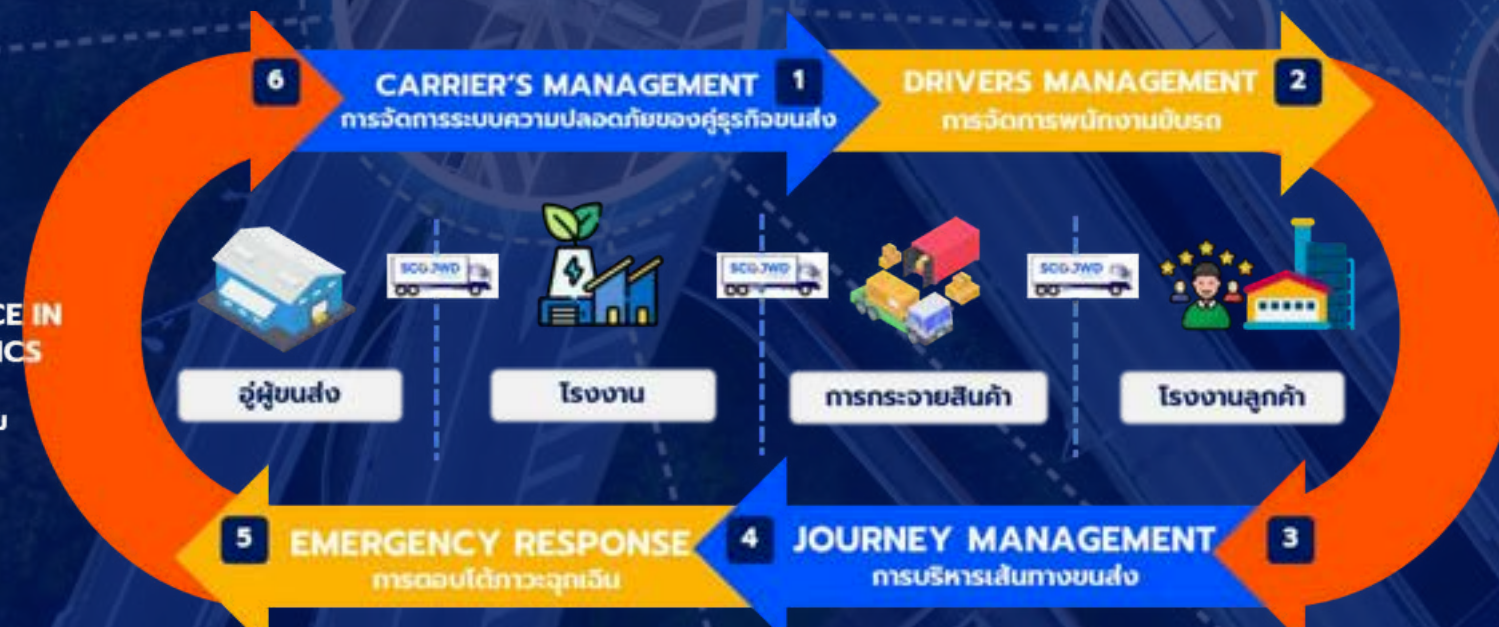 6
CARRIER'S MANAGEMENT
1
การจัดการระบบความปลอดภัยของคู่ธุรกิจขนส่ง
DRIVERS MANAGEMENT
2
การจัดการพนักงานขับรถ
SCGJWD
SCGJWD
SCGJWD
CE IN
ICS
อู่ผู้ขนส่ง
โรงงาน
การกระจายสินค้า
โรงงานลูกค้า
5
EMERGENCY RESPONSE
การตอบโต้ภาวะฉุกเฉิน
4
JOURNEY MANAGEMENT
การบริหารเส้นทางขนส่ง
3